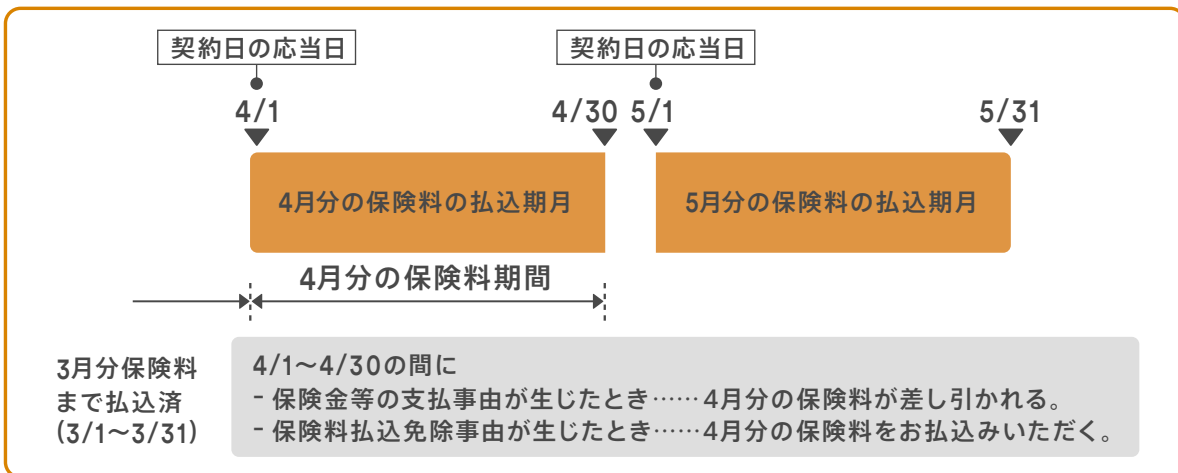 契約日の応当日 契約日の応当日
4/1 4/30 5/1 5/31
4月分の保険料の払込期月 5月分の保険料の払込期月
4月分の保険料期間
3月分保険料
まで払込済
(3/1〜3/31)
4/1〜4/30の間に
- 保険金等の支払事由が生じたとき……4月分の保険料が差し引かれる。
- 保険料払込免除事由が生じたとき……4月分の保険料をお払込みいただく。